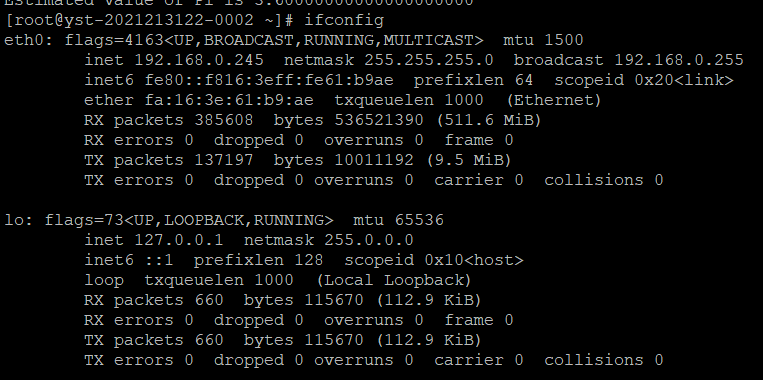 Estimated value of Pi is 3.60000000000000000000
[root@yst-2021213122-0002 ~]# ifconfig
eth0: flags=4163<UP,BROADCAST,RUNNING,MULTICAST>  mtu 1500
        inet 192.168.0.245  netmask 255.255.255.0  broadcast 192.168.0.255
        inet6 fe80::f816:3eff:fe61:b9ae  prefixlen 64  scopeid 0x20<link>
        ether fa:16:3e:61:b9:ae  txqueuelen 1000  (Ethernet)
        RX packets 385608  bytes 536521390 (511.6 MiB)
        RX errors 0  dropped 0  overruns 0  frame 0
        TX packets 137197  bytes 10011192 (9.5 MiB)
        TX errors 0  dropped 0 overruns 0  carrier 0  collisions 0

lo: flags=73<UP,LOOPBACK,RUNNING>  mtu 65536
        inet 127.0.0.1  netmask 255.0.0.0
        inet6 ::1  prefixlen 128  scopeid 0x10<host>
        loop  txqueuelen 1000  (Local Loopback)
        RX packets 660  bytes 115670 (112.9 KiB)
        RX errors 0  dropped 0  overruns 0  frame 0
        TX packets 660  bytes 115670 (112.9 KiB)
        TX errors 0  dropped 0 overruns 0  carrier 0  collisions 0